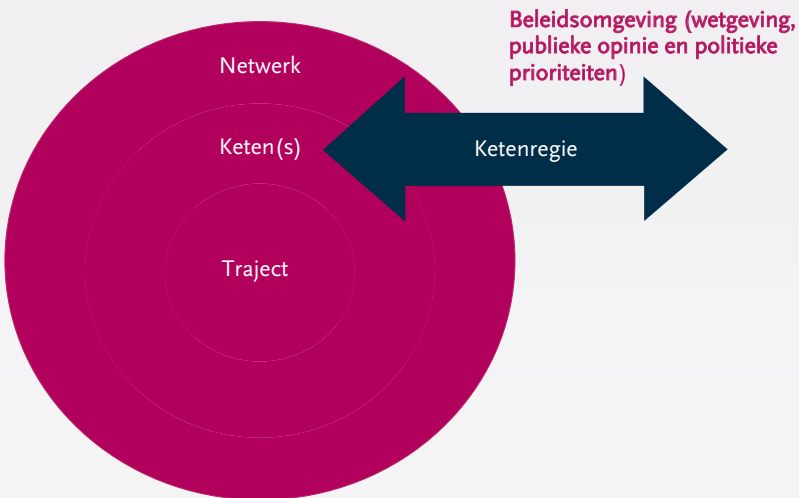 Beleidsomgeving (wetgeving,
publieke opinie en politieke
prioriteiten)
Netwerk
Keten(s)
Ketenregie
Traject